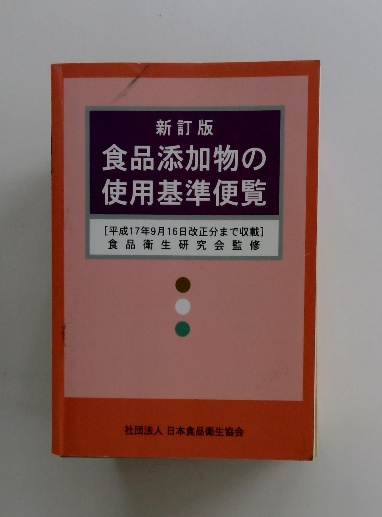 新訂版
食品添加物の
使用基準便覧
[平成17年9月16日改正分まで収載]
食品衛生研究会監修
社団法人 日本食品衛生協会